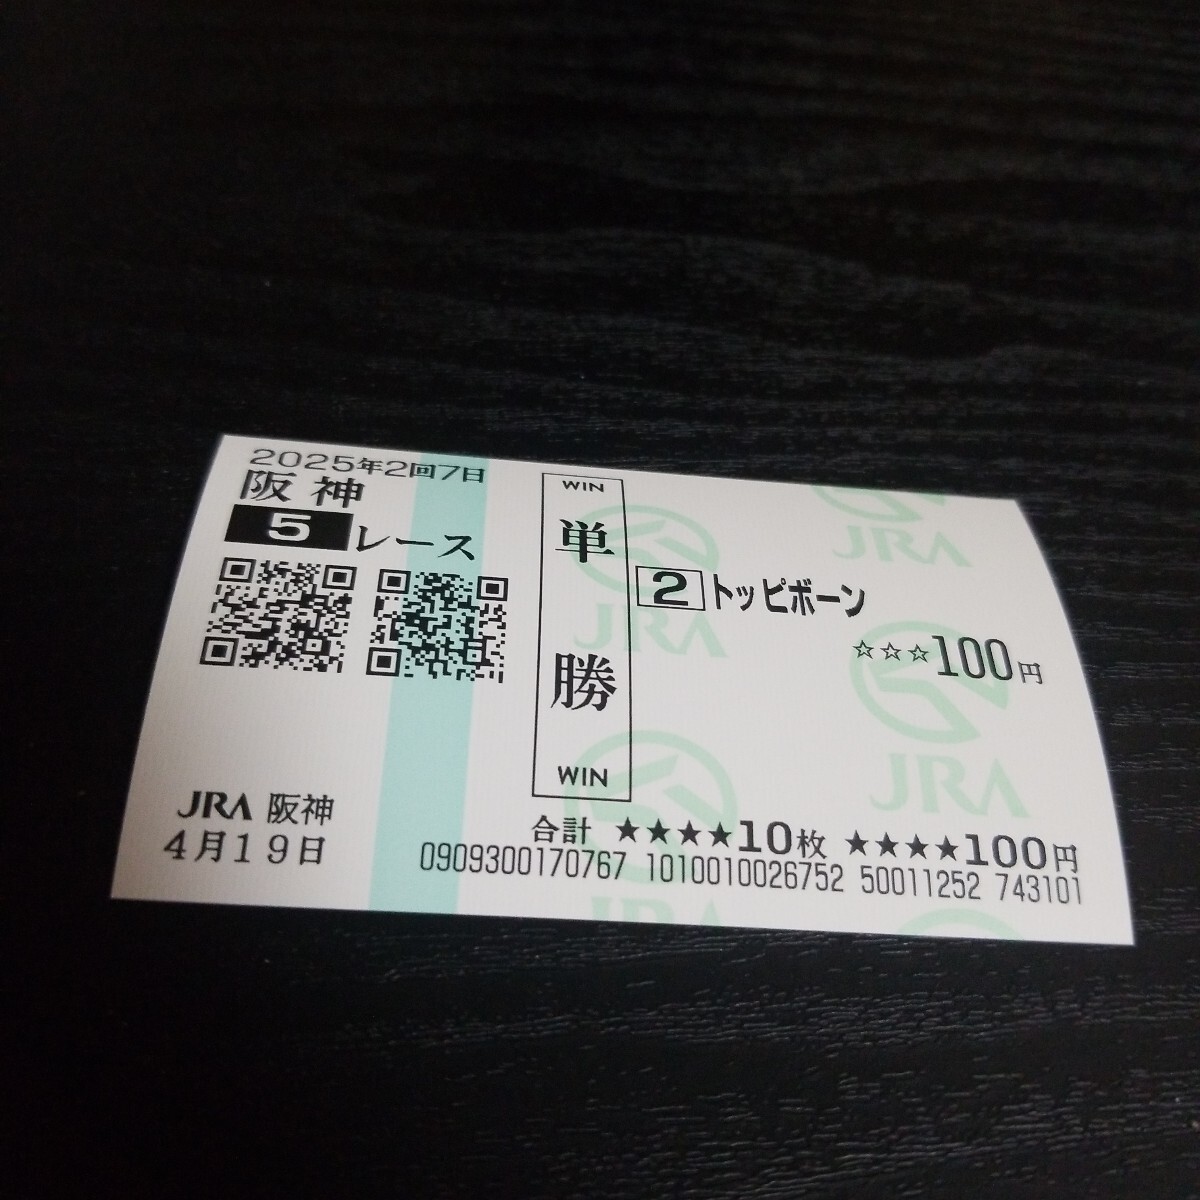 2025年2回7日
阪神
5 レース
JRA 阪神
4月19日
WIN
単勝
WIN
2 トッピボーン
☆☆☆100円
合計 ★★★★10枚 ★★★★100円
0909300170767 1010010026752 50011252 743101
JRA
JRA
JRA
JRA